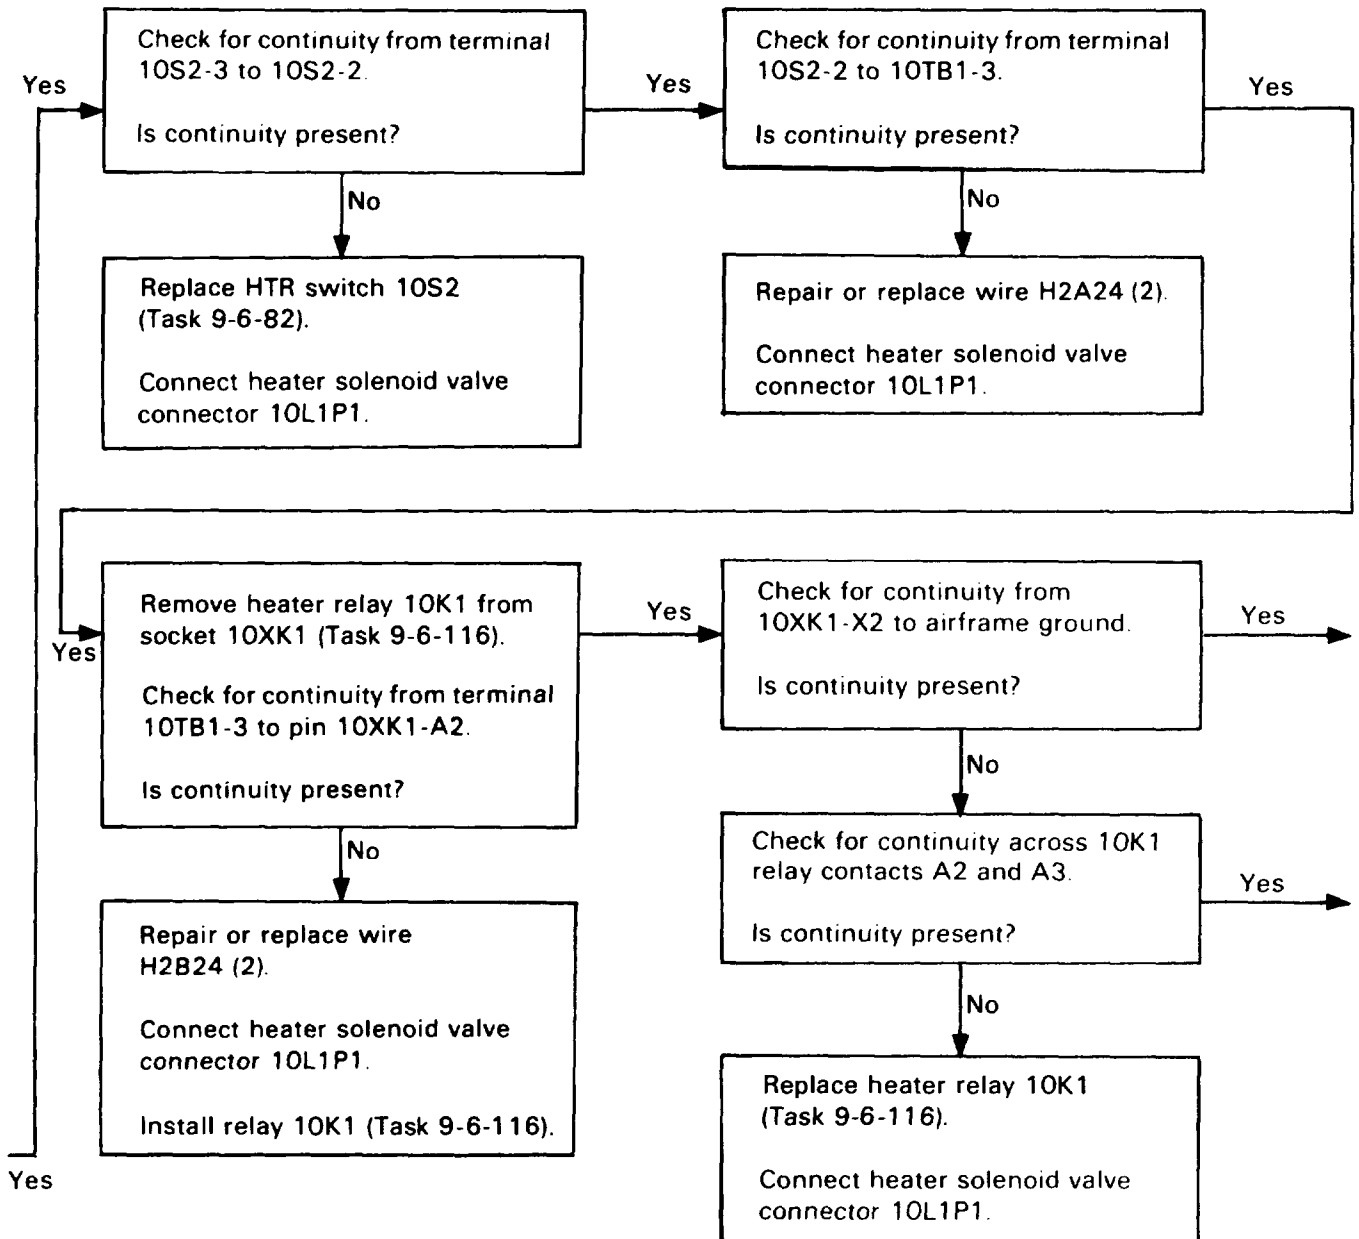 Yes
Check for continuity from terminal
10S2-3 to 10S2-2.
Is continuity present?
Yes
Check for continuity from terminal
10S2-2 to 10TB1-3.
Is continuity present?
Yes
No
No
Replace HTR switch 10S2
(Task 9-6-82).
Connect heater solenoid valve
connector 10L1P1.
Repair or replace wire H2A24 (2).
Connect heater solenoid valve
connector 10L1P1.
Yes
Remove heater relay 10K1 from
socket 10XK1 (Task 9-6-116).
Check for continuity from terminal
10TB1-3 to pin 10XK1-A2.
Is continuity present?
Yes
Check for continuity from
10XK1-X2 to airframe ground.
Is continuity present?
Yes
No
No
Repair or replace wire
H2B24 (2).
Connect heater solenoid valve
connector 10L1P1.
Install relay 10K1 (Task 9-6-116).
Check for continuity across 10K1
relay contacts A2 and A3.
Is continuity present?
Yes
No
Replace heater relay 10K1
(Task 9-6-116).
Connect heater solenoid valve
connector 10L1P1.
Yes